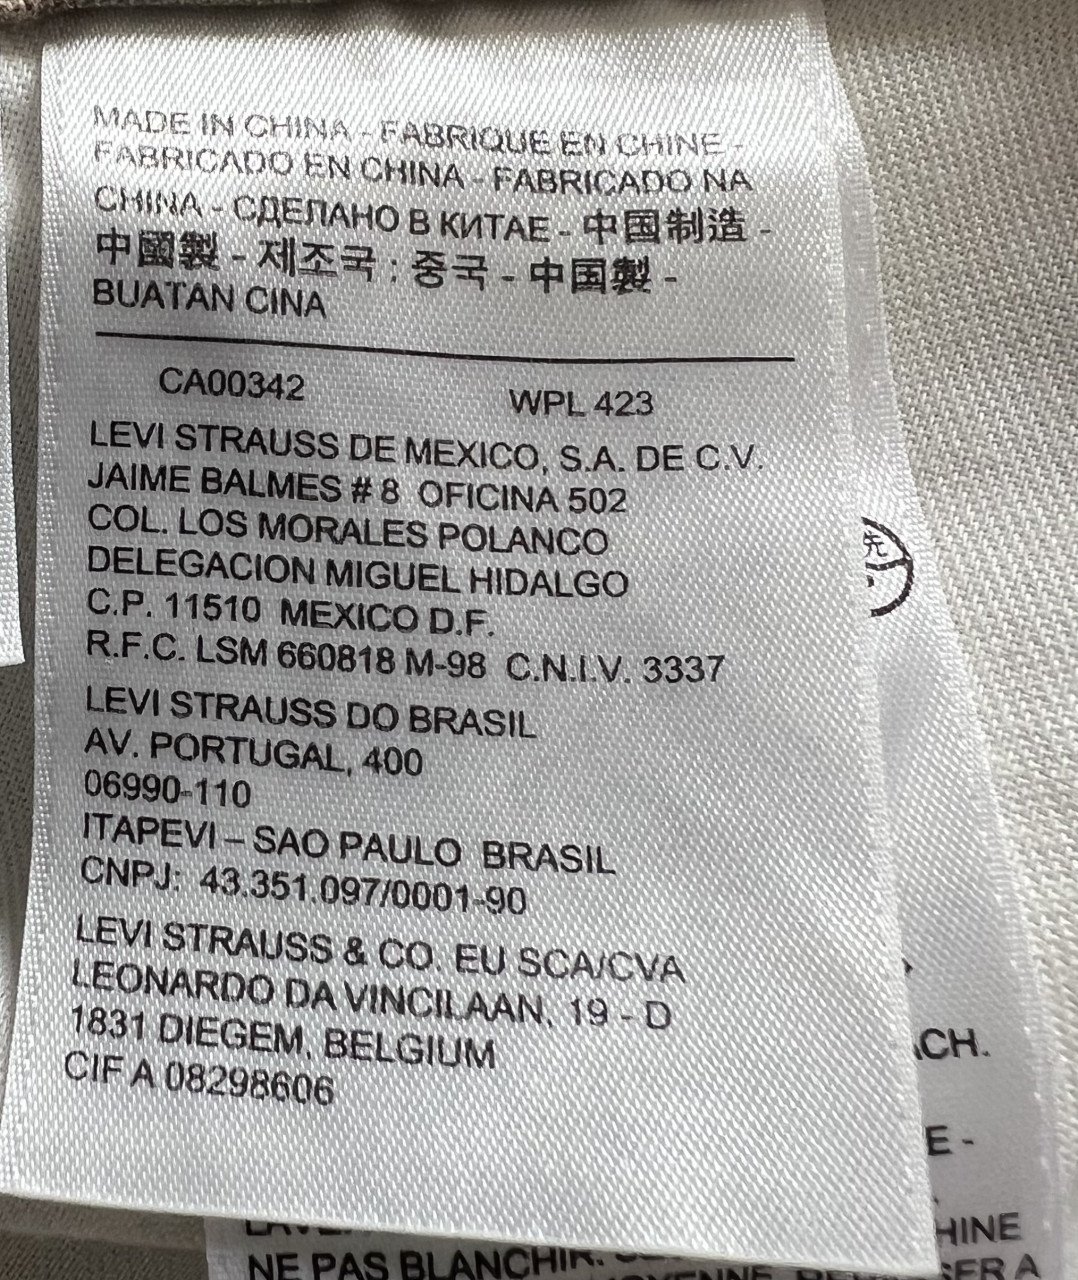 MADE IN CHINA - FABRIQUE EN CHINE -
FABRICADO EN CHINA - FABRICADO NA
CHINA - СДЕЛАНО В КИТАЕ - 中国制造 -
中國製 - 제조국 : 중국 - 中国製 -
BUATAN CINA
CA00342 WPL 423
LEVI STRAUSS DE MEXICO, S.A. DE C.V.
JAIME BALMES # 8 OFICINA 502
COL. LOS MORALES POLANCO
DELEGACION MIGUEL HIDALGO
C.P. 11510 MEXICO D.F.
R.F.C. LSM 660818 M-98 C.N.I.V. 3337
LEVI STRAUSS DO BRASIL
AV. PORTUGAL, 400
06990-110
ITAPEVI – SAO PAULO BRASIL
CNPJ: 43.351.097/0001-90
LEVI STRAUSS & CO. EU SCA/CVA
LEONARDO DA VINCILAAN, 19 - D
1831 DIEGEM, BELGIUM
CIF A 08298606
先
ACH.
E -
HINE
NE PAS BLANCHIR.
SER A